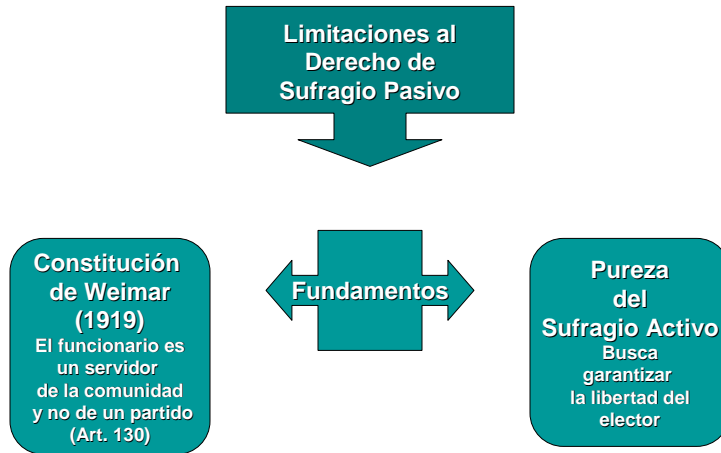 Limitaciones al
Derecho de
Sufragio Pasivo
Constitución
de Weimar
(1919)
El funcionario es
un servidor
de la comunidad
y no de un partido
(Art. 130)
Fundamentos
Pureza
del
Sufragio Activo
Busca
garantizar
la libertad del
elector